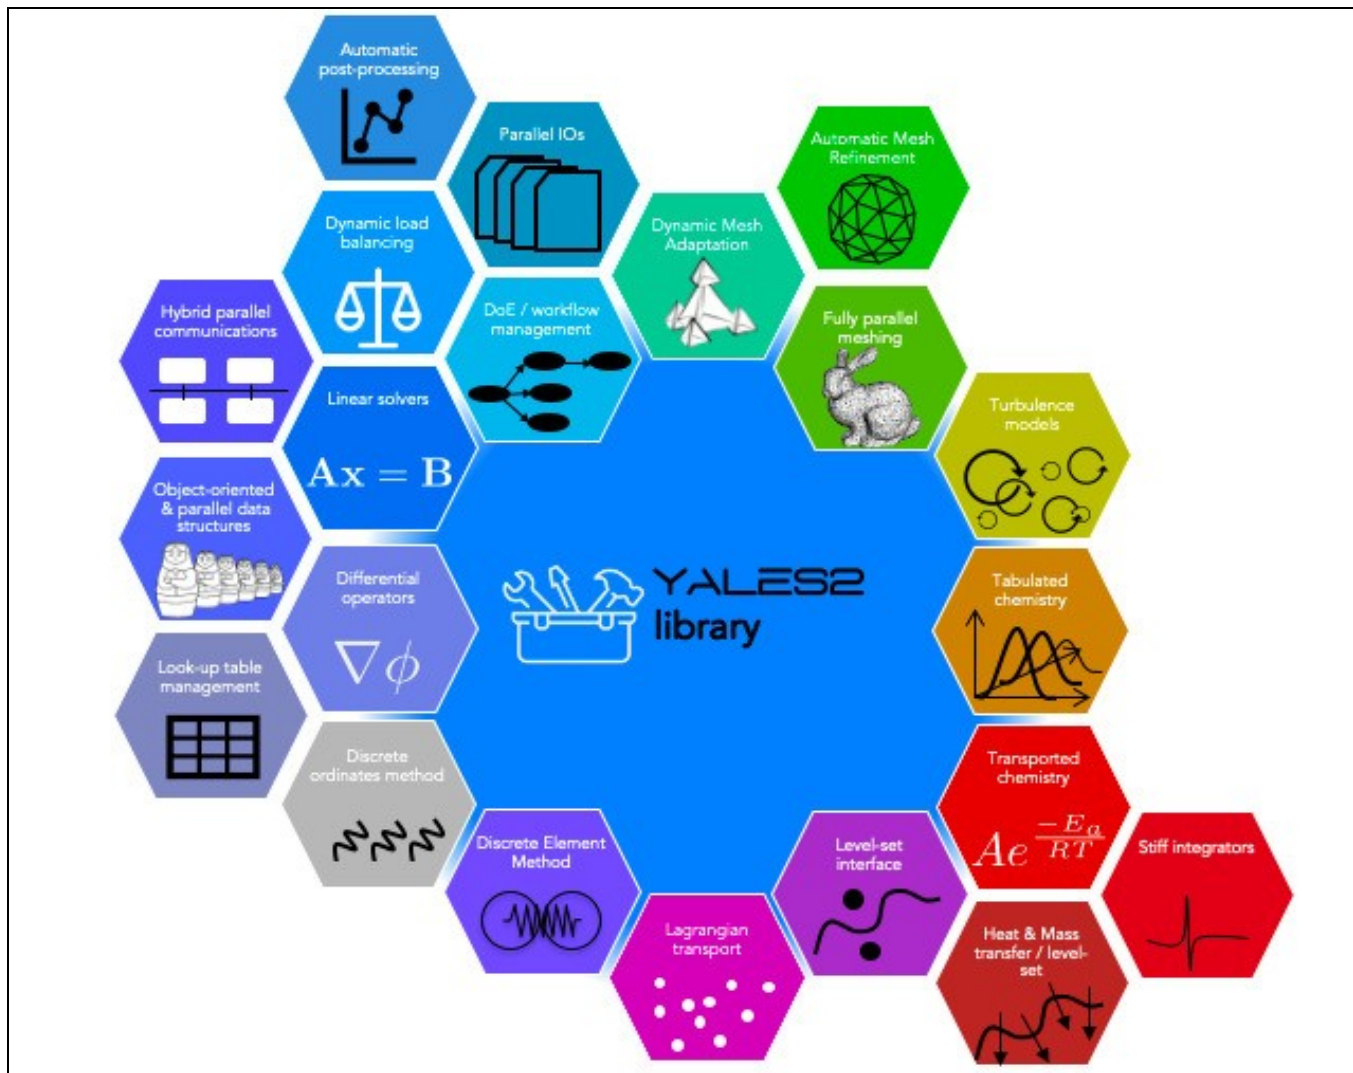 Automatic
post-processing
Parallel IOs
Automatic Mesh
Refinement
Dynamic load
balancing
Dynamic Mesh
Adaptation
Hybrid parallel
communications
DoE / workflow
management
Fully parallel
meshing
Linear solvers
Ax = B
Turbulence
models
Object-oriented
& parallel data
structures
Differential
operators
∇φ
YALES2
library
Tabulated
chemistry
Look-up table
management
Discrete
ordinates method
Transported
chemistry
Ae^{\frac{-E_a}{RT}}
Discrete Element
Method
Level-set
interface
Stiff integrators
Lagrangian
transport
Heat & Mass
transfer / level-
set